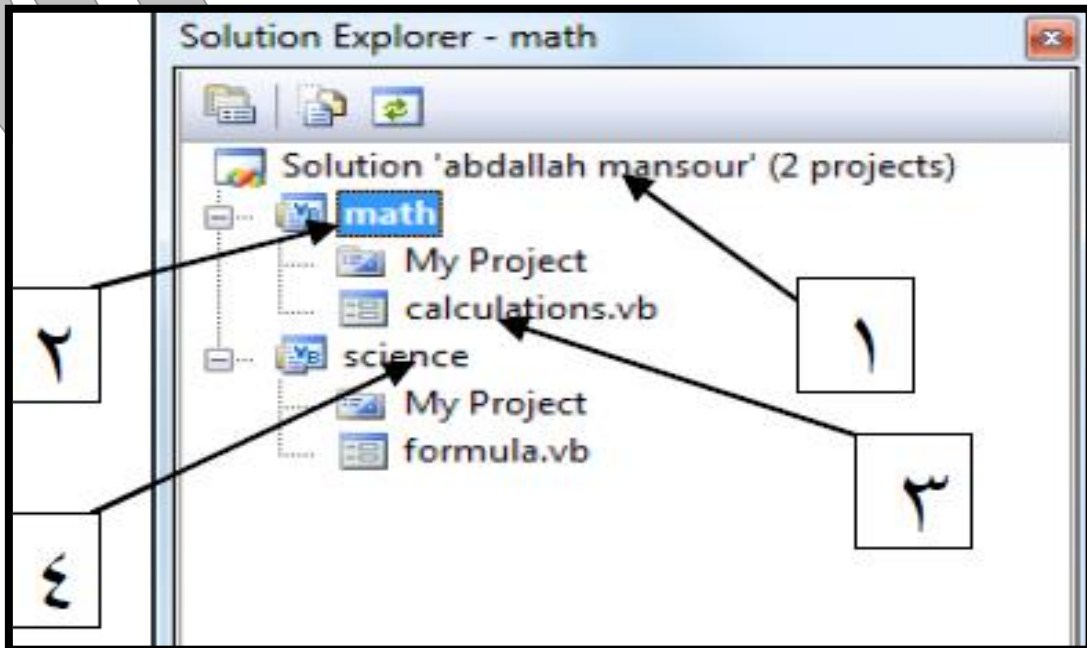 Solution Explorer - math
Solution 'abdallah mansour' (2 projects)
math
My Project
calculations.vb
science
My Project
formula.vb
١
٢
٣
٤